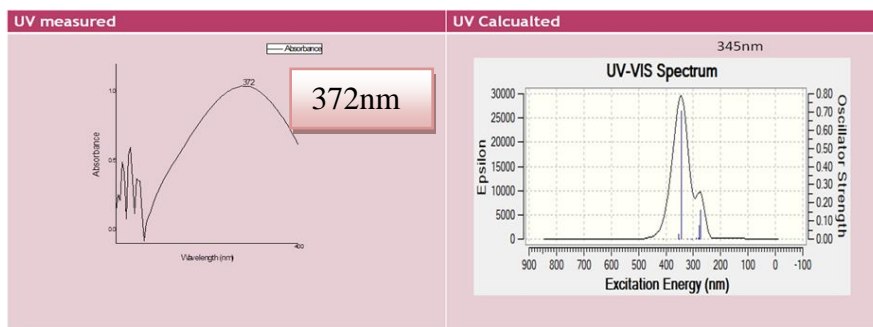 UV measured
UV Calcualted
Absorbance
372
372nm
1.0
0.5
0.0
Absorbance
Wavelength (nm)
400
345nm
UV-VIS Spectrum
30000
25000
20000
15000
10000
5000
0
Epsilon
0.80
0.70
0.60
0.50
0.40
0.30
0.20
0.10
0.00
Oscillator Strength
900 800 700 600 500 400 300 200 100 0 -100
Excitation Energy (nm)